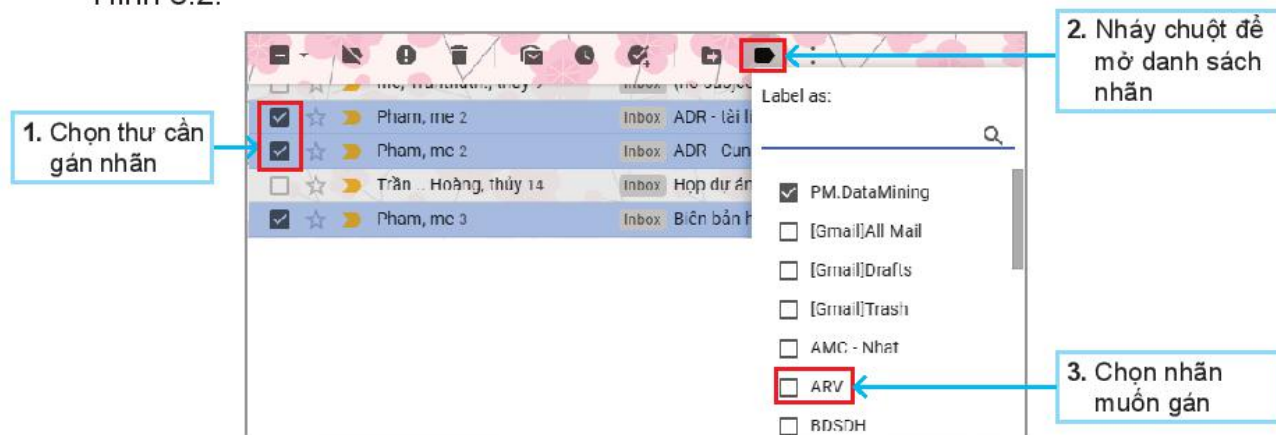 Hình 3.2.
2. Nháy chuột để
mở danh sách
nhãn
Label as:
1. Chọn thư cần
gán nhãn
Pham, me 2 Inbox ADR - tài li
Pham, me 2 Inbox ADR Cun
Trần .. Hoàng, thủy 14 Inbox Họp dự án
Pham, me 3 Inbox Biên bản h
PM.DataMining
[Gmail]All Mail
[Gmail]Drafts
[Gmail]Trash
AMC - Nhat
ARV
BDSDH
3. Chọn nhãn
muốn gán